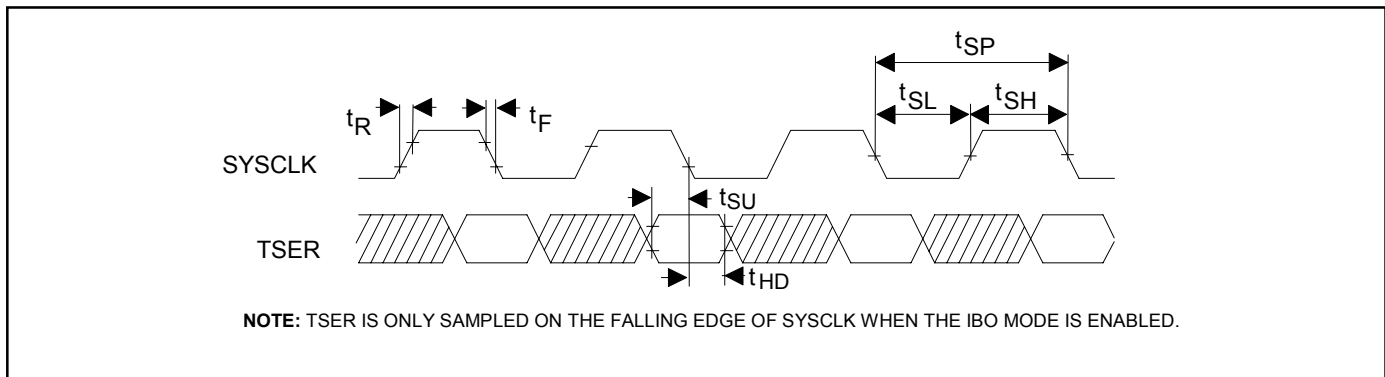 tSP
tSL tSH
tR tF
SYSCLK
tSU
TSER
tHD
NOTE: TSER IS ONLY SAMPLED ON THE FALLING EDGE OF SYSCLK WHEN THE IBO MODE IS ENABLED.